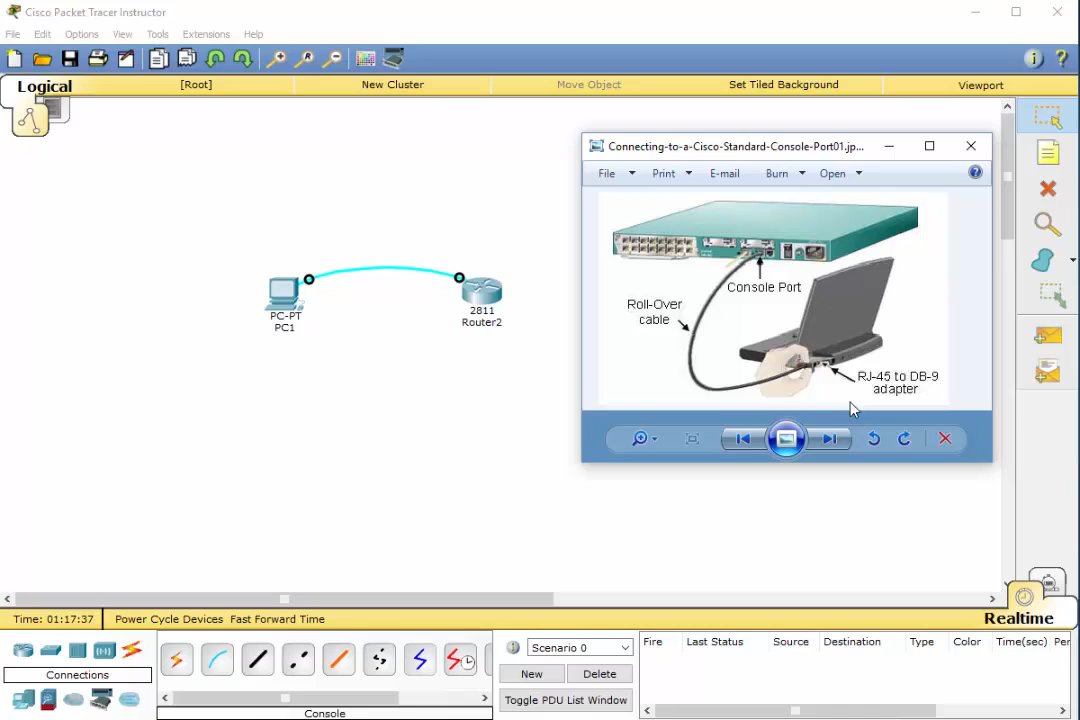 Cisco Packet Tracer Instructor
File Edit Options View Tools Extensions Help
Logical
[Root] New Cluster Move Object Set Tiled Background Viewport
Connecting-to-a-Cisco-Standard-Console-Port01.jp...
File Print E-mail Burn Open
Console Port
Roll-Over
cable
RJ-45 to DB-9
adapter
PC-PT
PC1
2811
Router2
Realtime
Time: 01:17:37 Power Cycle Devices Fast Forward Time
Connections
Console
Scenario 0
New Delete
Toggle PDU List Window
Fire Last Status Source Destination Type Color Time(sec) Per